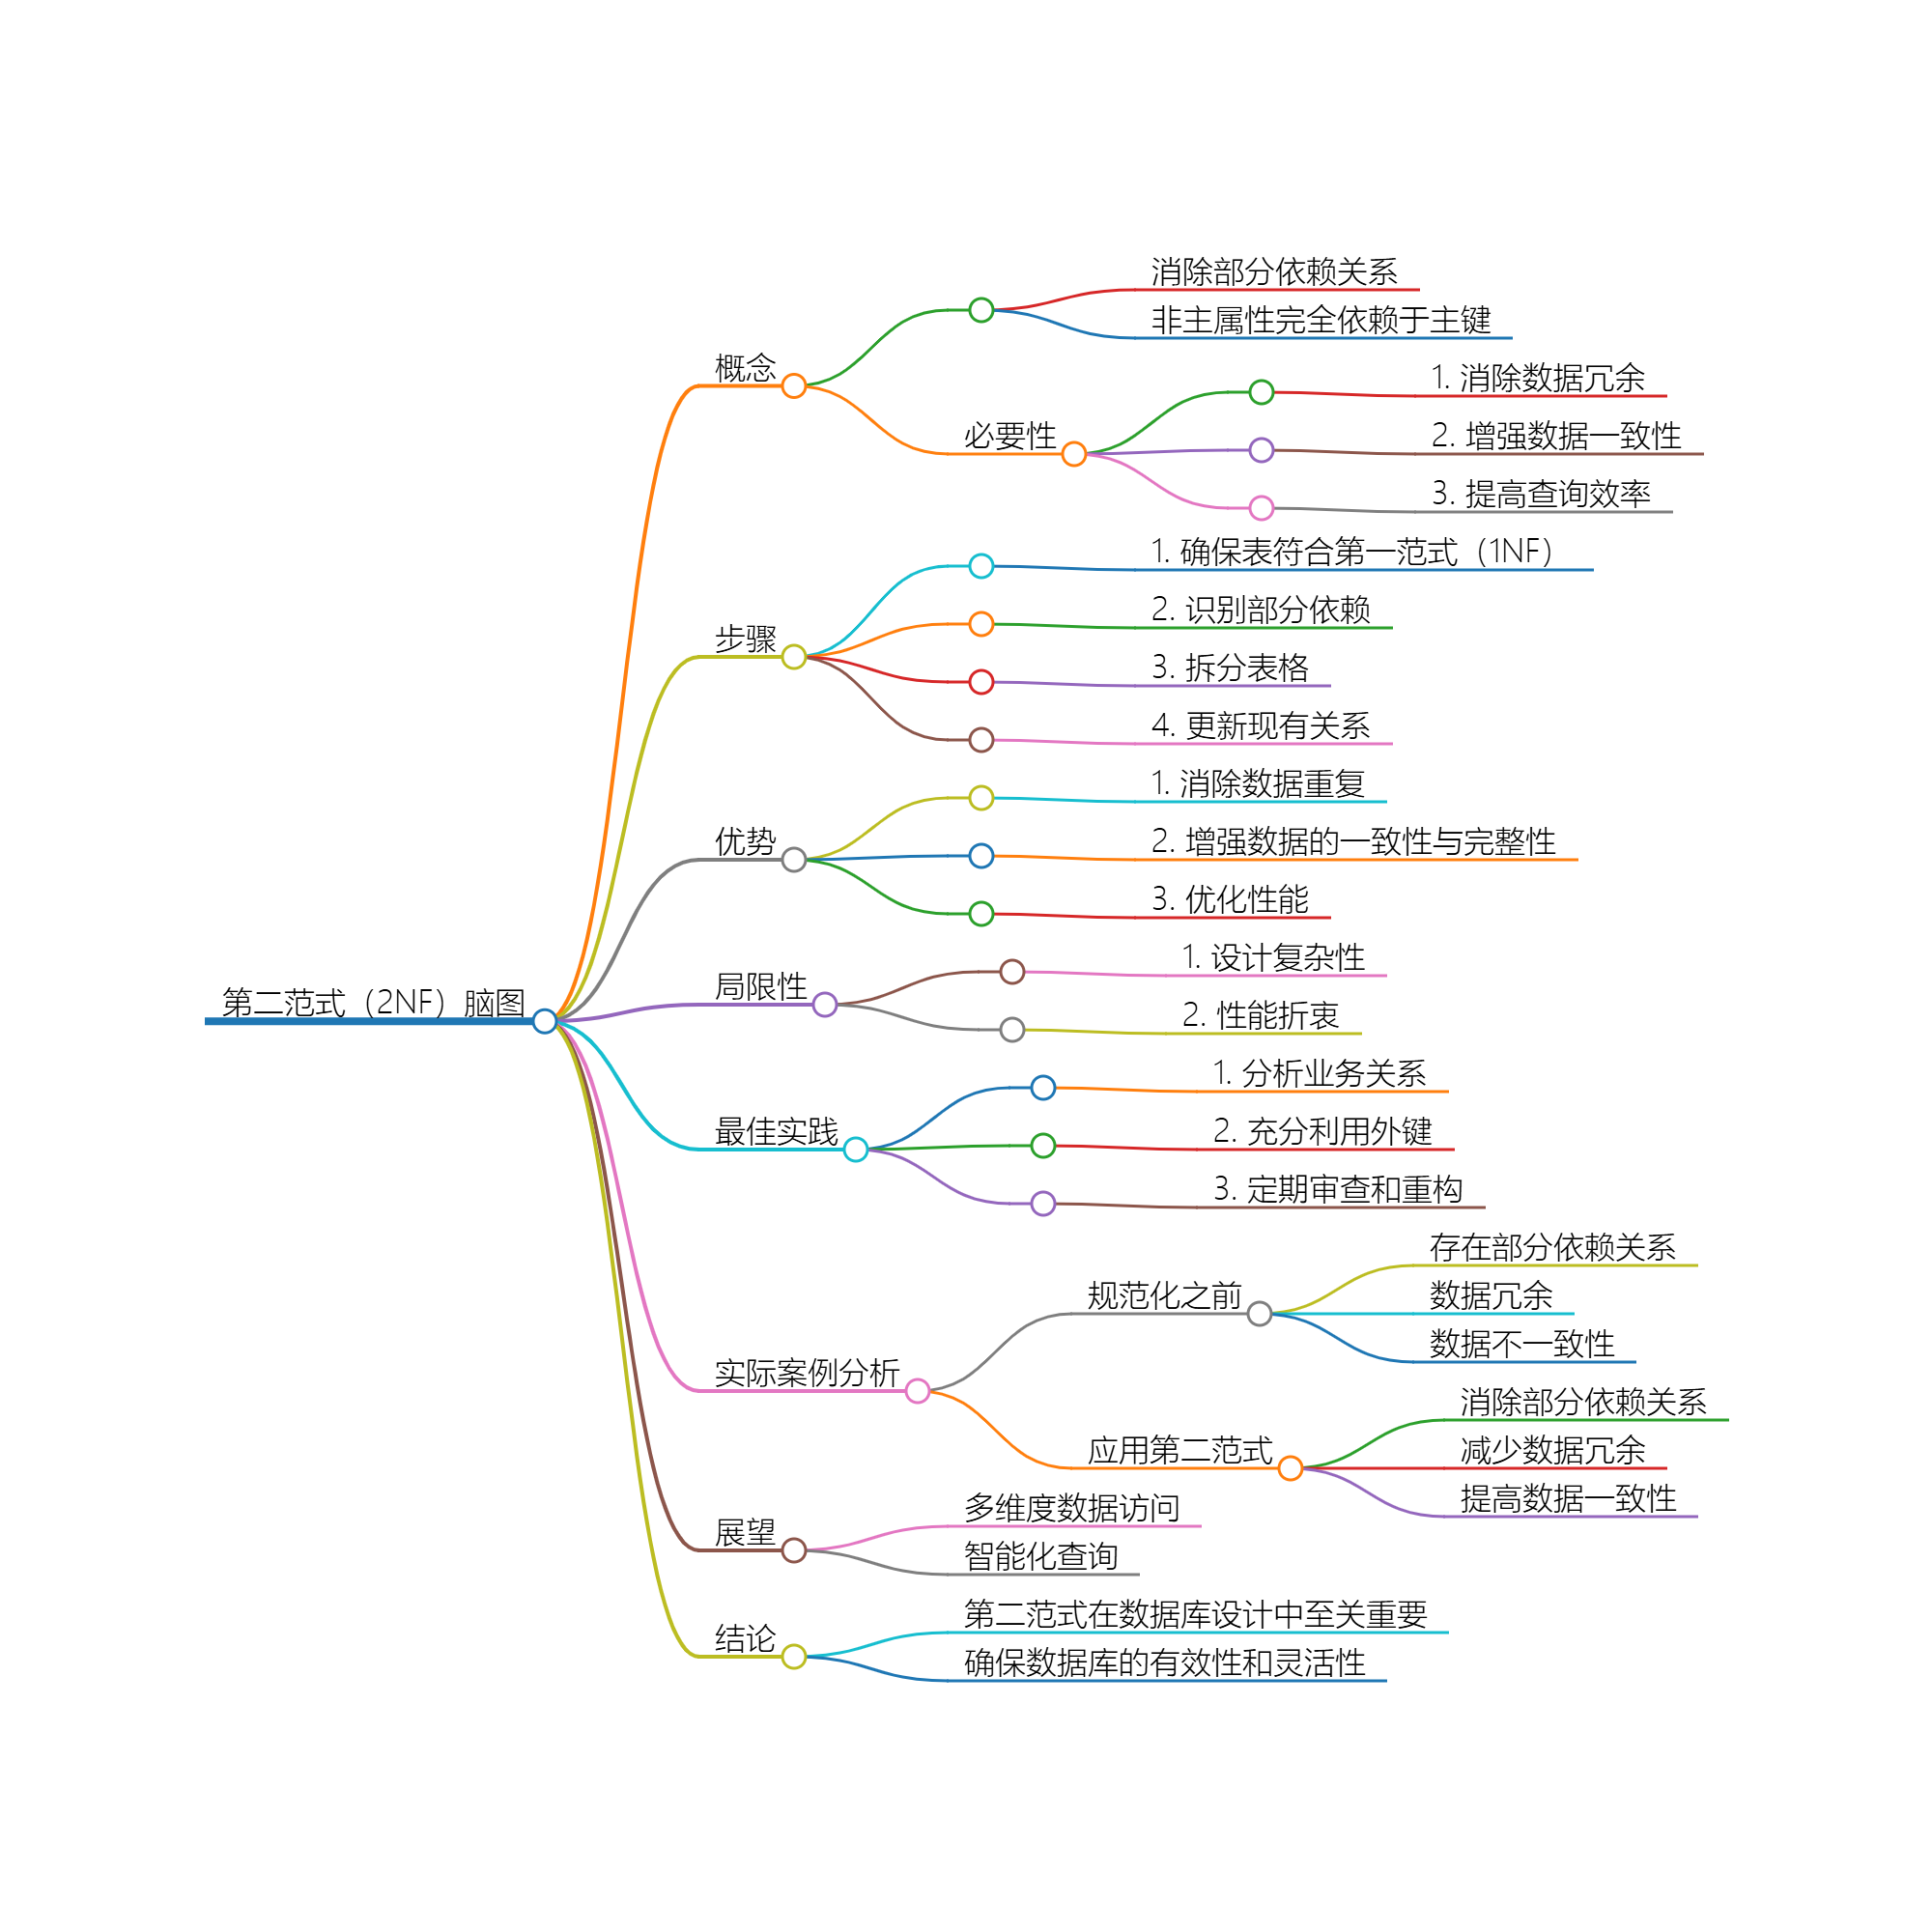 第二范式（2NF）脑图
概念
消除部分依赖关系
非主属性完全依赖于主键
必要性
1. 消除数据冗余
2. 增强数据一致性
3. 提高查询效率
步骤
1. 确保表符合第一范式（1NF）
2. 识别部分依赖
3. 拆分表格
4. 更新现有关系
优势
1. 消除数据重复
2. 增强数据的一致性与完整性
3. 优化性能
局限性
1. 设计复杂性
2. 性能折衷
最佳实践
1. 分析业务关系
2. 充分利用外键
3. 定期审查和重构
实际案例分析
规范化之前
存在部分依赖关系
数据冗余
数据不一致性
应用第二范式
消除部分依赖关系
减少数据冗余
提高数据一致性
展望
多维度数据访问
智能化查询
结论
第二范式在数据库设计中至关重要
确保数据库的有效性和灵活性